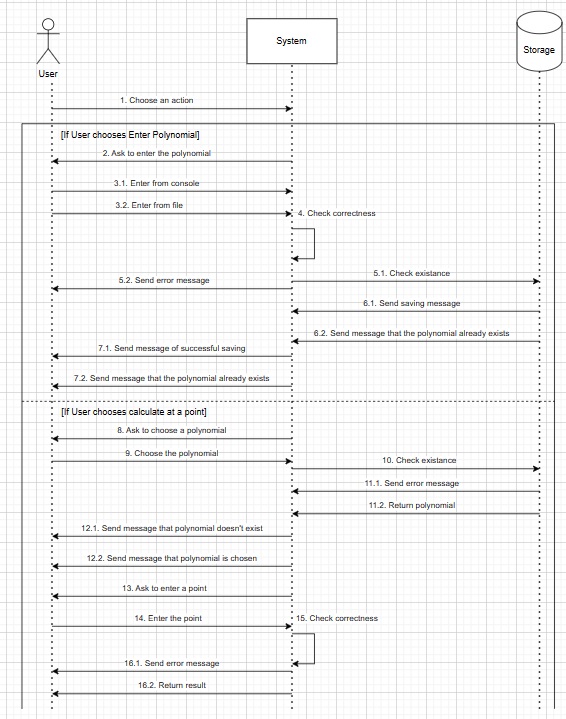 User
System
Storage
1. Choose an action
[If User chooses Enter Polynomial]
2. Ask to enter the polynomial
3.1. Enter from console
3.2. Enter from file
4. Check correctness
5.1. Check existance
5.2. Send error message
6.1. Send saving message
6.2. Send message that the polynomial already exists
7.1. Send message of successful saving
7.2. Send message that the polynomial already exists
[If User chooses calculate at a point]
8. Ask to choose a polynomial
9. Choose the polynomial
10. Check existance
11.1. Send error message
11.2. Return polynomial
12.1. Send message that polynomial doesn't exist
12.2. Send message that polynomial is chosen
13. Ask to enter a point
14. Enter the point
15. Check correctness
16.1. Send error message
16.2. Return result